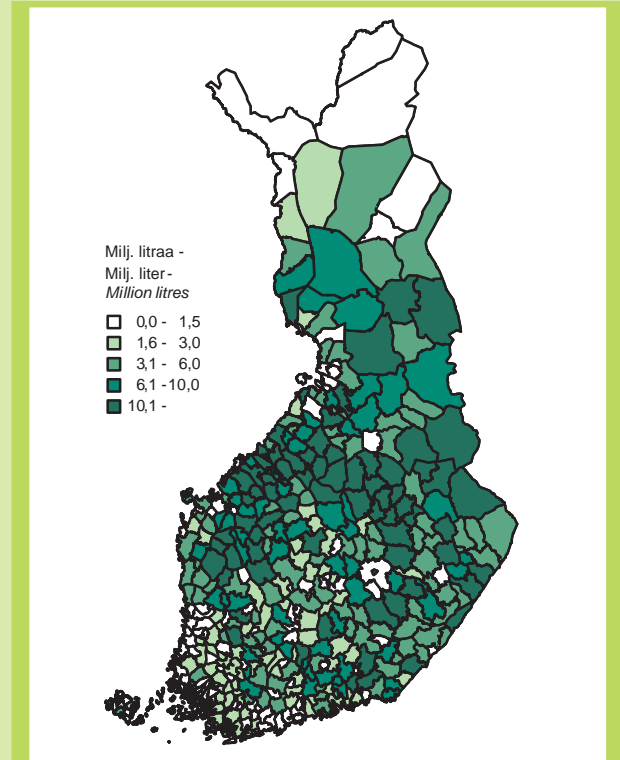 Milj. litraa -
Milj. liter -
Million litres
0,0 - 1,5
1,6 - 3,0
3,1 - 6,0
6,1 -10,0
10,1 -